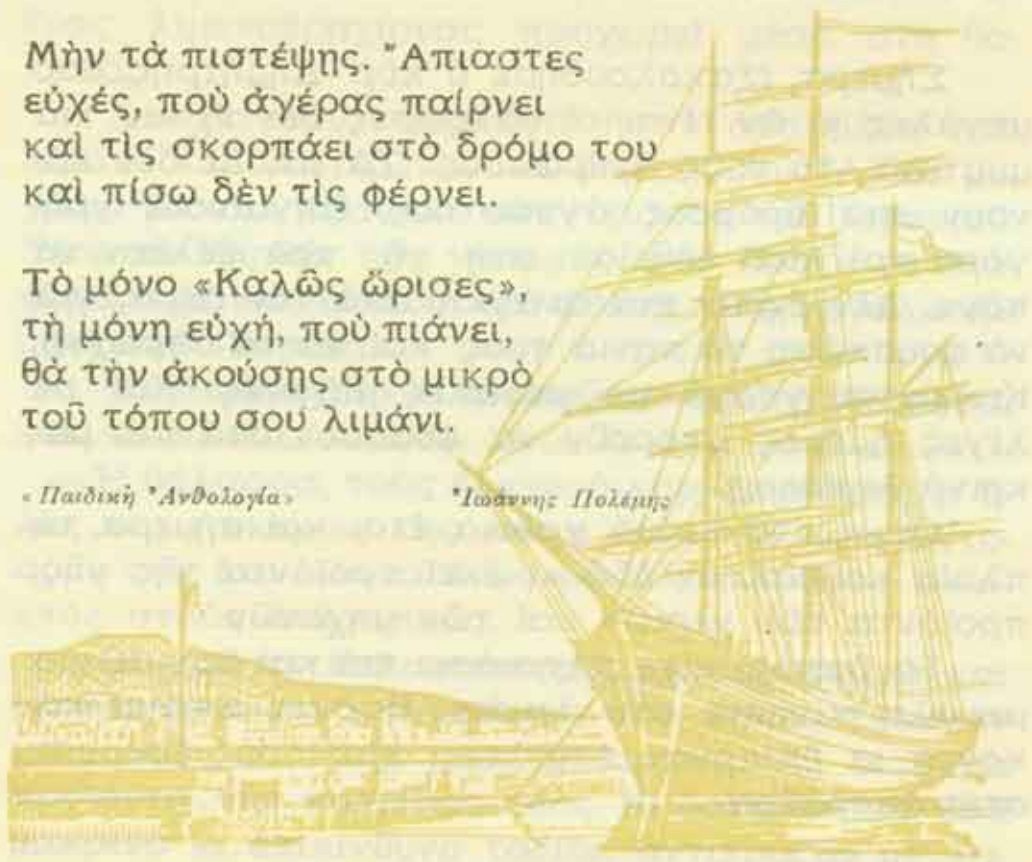 Μὴν τὰ πιστέψῃς. Ἄπιαστες
εὐχές, ποὺ ἀγέρας παίρνει
καὶ τὶς σκορπάει στὸ δρόμο του
καὶ πίσω δὲν τὶς φέρνει.

Τὸ μόνο «Καλῶς ὥρισες»,
τὴ μόνη εὐχή, ποὺ πιάνει,
θὰ τὴν ἀκούσῃς στὸ μικρὸ
τοῦ τόπου σου λιμάνι.

«Παιδικὴ Ἀνθολογία» Ἰωάννης Πολέμης